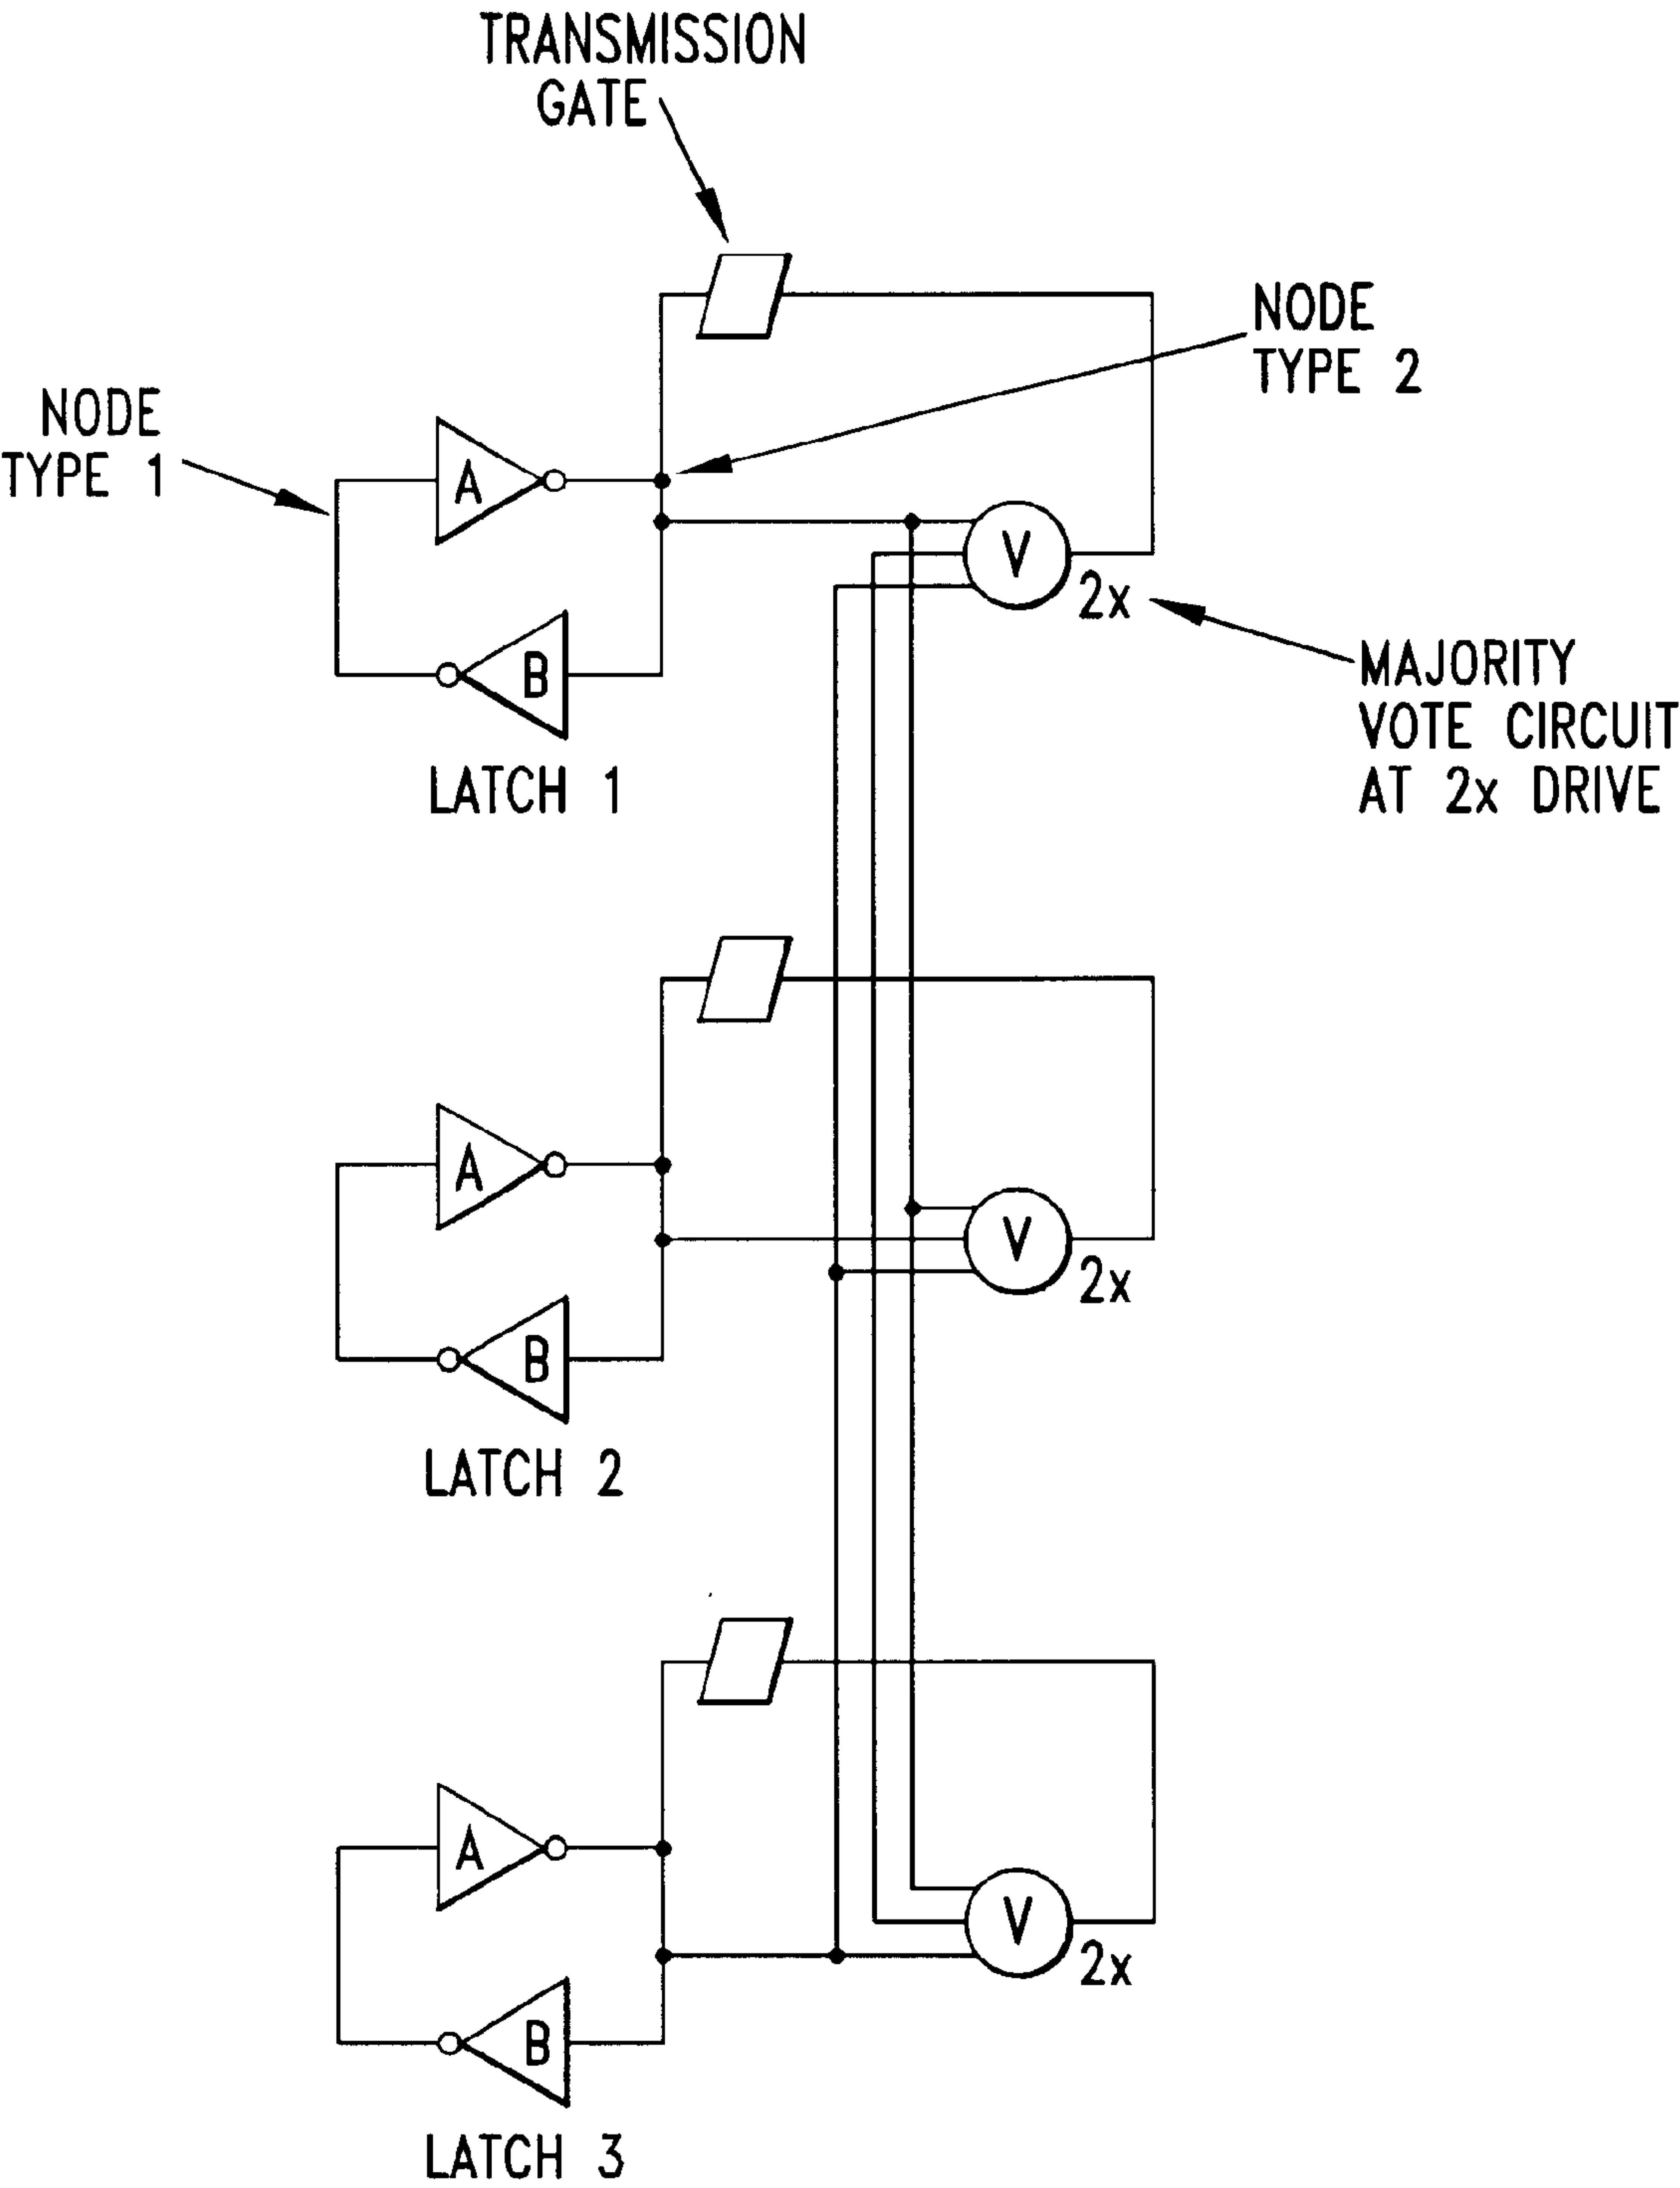 TRANSMISSION
GATE
NODE
TYPE 2
NODE
TYPE 1
A
V
2x
B
MAJORITY
VOTE CIRCUIT
AT 2x DRIVE
LATCH 1
A
V
2x
B
LATCH 2
A
V
2x
B
LATCH 3